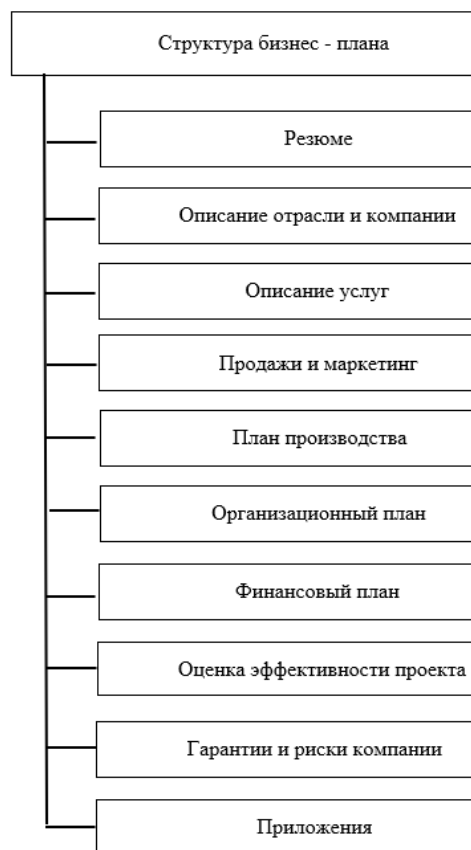 Структура бизнес - плана
Резюме
Описание отрасли и компании
Описание услуг
Продажи и маркетинг
План производства
Организационный план
Финансовый план
Оценка эффективности проекта
Гарантии и риски компании
Приложения